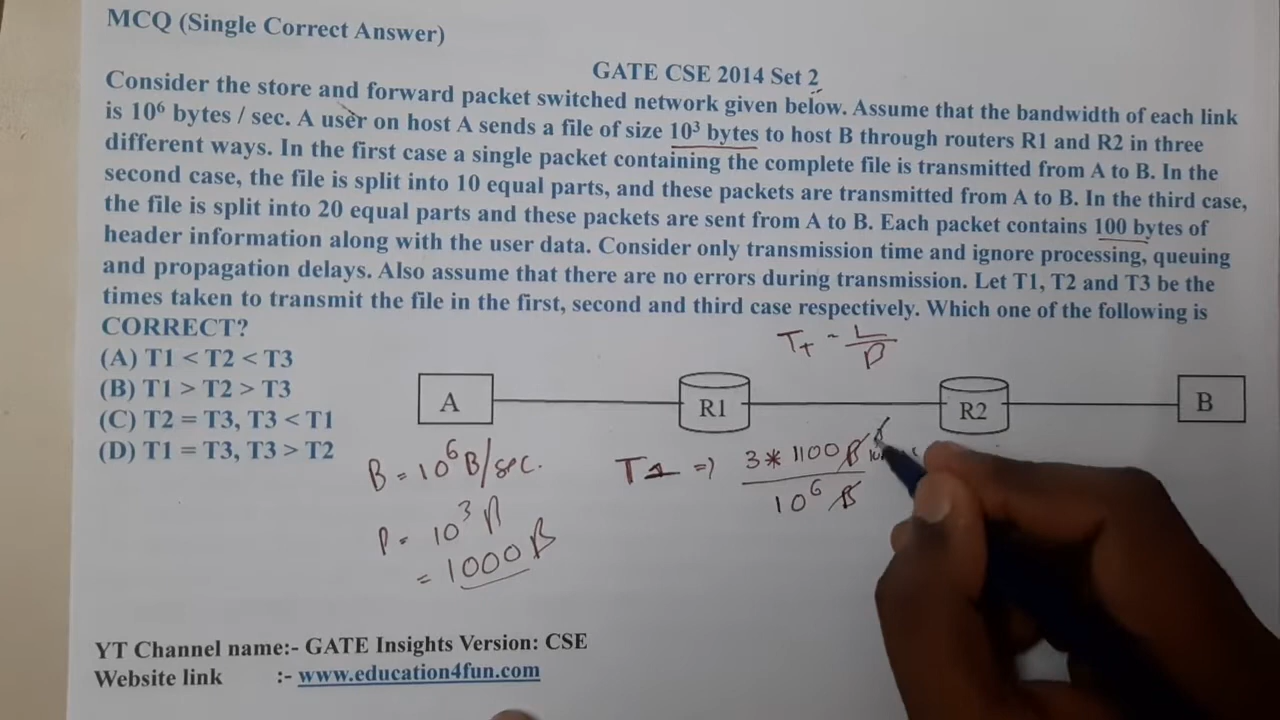 MCQ (Single Correct Answer)
GATE CSE 2014 Set 2
Consider the store and forward packet switched network given below. Assume that the bandwidth of each link
is 10⁶ bytes / sec. A user on host A sends a file of size 10³ bytes to host B through routers R1 and R2 in three
different ways. In the first case a single packet containing the complete file is transmitted from A to B. In the
second case, the file is split into 10 equal parts, and these packets are transmitted from A to B. In the third case,
the file is split into 20 equal parts and these packets are sent from A to B. Each packet contains 100 bytes of
header information along with the user data. Consider only transmission time and ignore processing, queuing
and propagation delays. Also assume that there are no errors during transmission. Let T1, T2 and T3 be the
times taken to transmit the file in the first, second and third case respectively. Which one of the following is
CORRECT?
(A) T1 < T2 < T3
(B) T1 > T2 > T3
(C) T2 = T3, T3 < T1
(D) T1 = T3, T3 > T2
A
R1
R2
B
B = 10⁶ B/sec.
P = 10³ B
= 1000 B
T1 => 3 * 1100 B
10⁶ B
YT Channel name:- GATE Insights Version: CSE
Website link :- www.education4fun.com